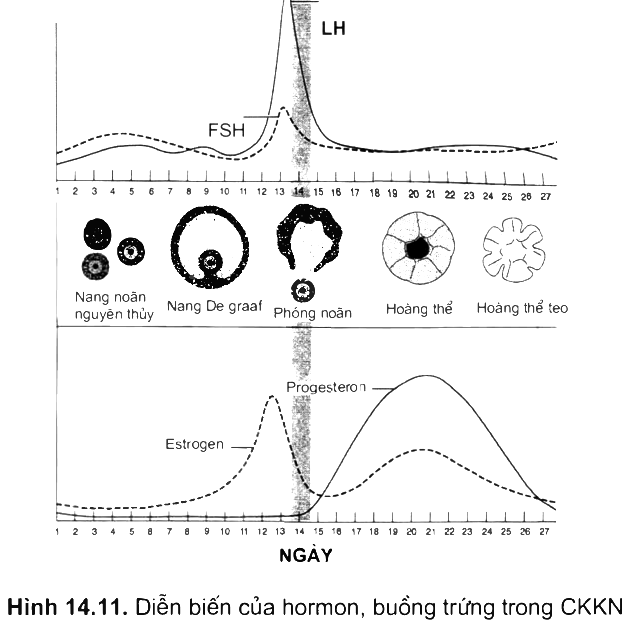 LH
FSH
1 2 3 4 5 6 7 8 9 10 11 12 13 14 15 16 17 18 19 20 21 22 23 24 25 26 27
Nang noãn
nguyên thủy
Nang De graaf
Phóng noãn
Hoàng thể
Hoàng thể teo
Progesteron
Estrogen
1 2 3 4 5 6 7 8 9 10 11 12 13 14 15 16 17 18 19 20 21 22 23 24 25 26 27
NGÀY
Hình 14.11. Diễn biến của hormon, buồng trứng trong CKKN